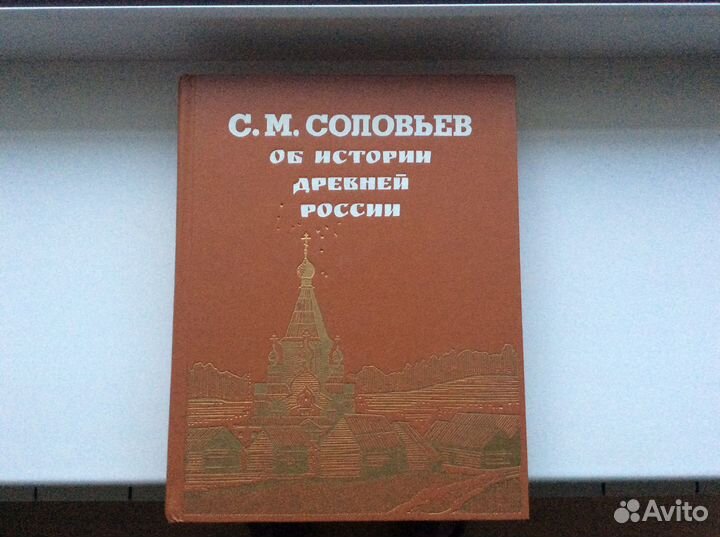 С. М. СОЛОВЬЕВ
ОБ ИСТОРИИ
ДРЕВНЕЙ
РОССИИ
Avito